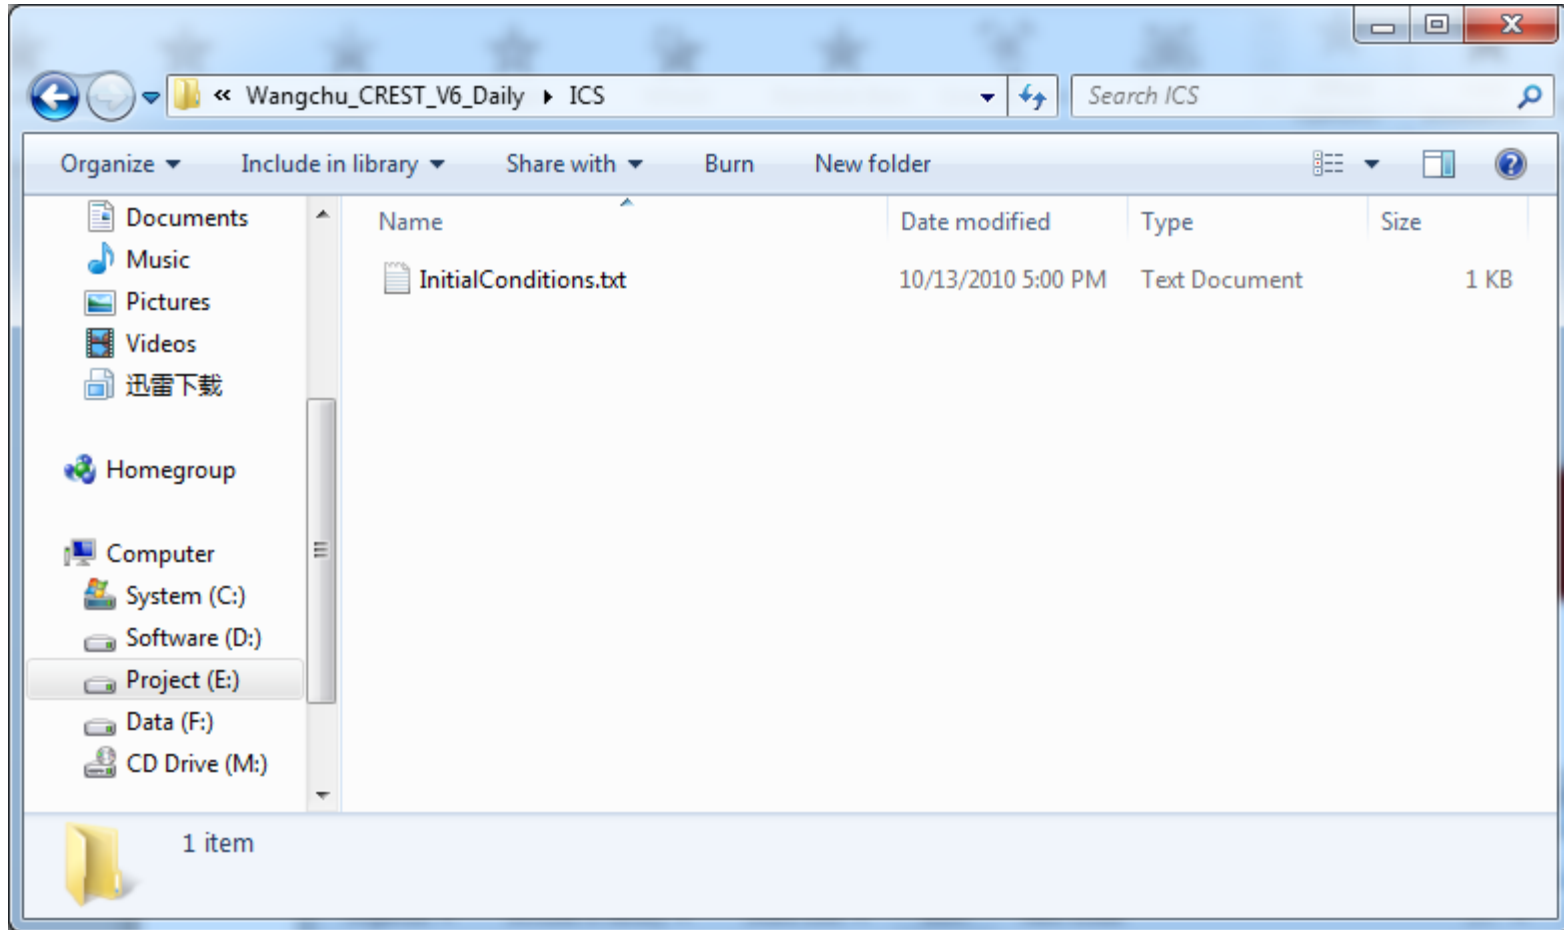 « Wangchu_CREST_V6_Daily ▸ ICS
Search ICS
Organize Include in library Share with Burn New folder
Documents
Music
Pictures
Videos
迅雷下载
Homegroup
Computer
System (C:)
Software (D:)
Project (E:)
Data (F:)
CD Drive (M:)
Name Date modified Type Size
InitialConditions.txt 10/13/2010 5:00 PM Text Document 1 KB
1 item